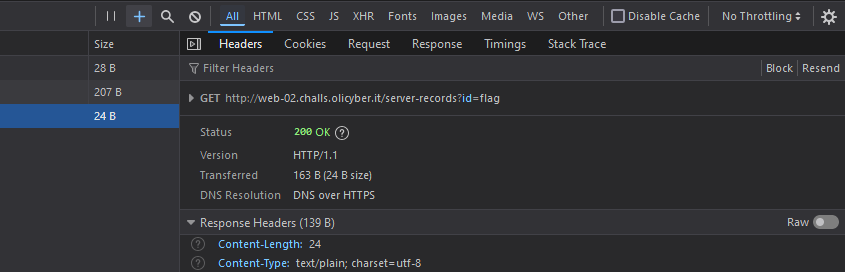 All HTML CSS JS XHR Fonts Images Media WS Other Disable Cache No Throttling
Size Headers Cookies Request Response Timings Stack Trace
28 B Filter Headers Block Resend
207 B GET http://web-02.challs.olicyber.it/server-records?id=flag
24 B
Status 200 OK ?
Version HTTP/1.1
Transferred 163 B (24 B size)
DNS Resolution DNS over HTTPS
Response Headers (139 B) Raw
? Content-Length: 24
? Content-Type: text/plain; charset=utf-8